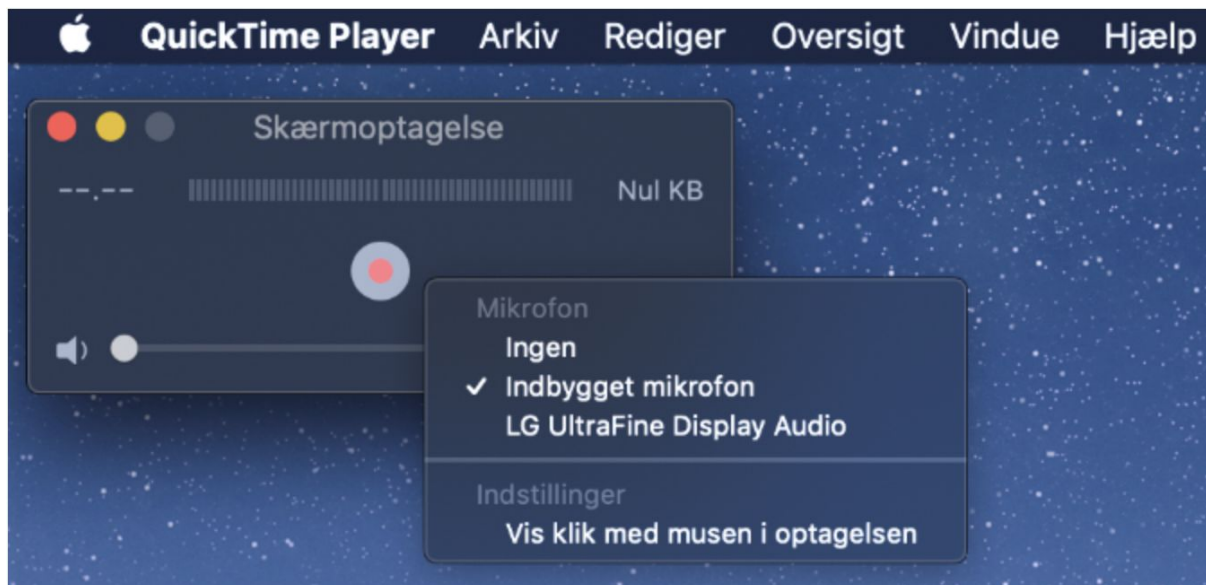 QuickTime Player Arkiv Rediger Oversigt Vindue Hjælp
Skærmoptagelse
--.-- Nul KB
Mikrofon
Ingen
✓ Indbygget mikrofon
LG UltraFine Display Audio
Indstillinger
Vis klik med musen i optagelsen